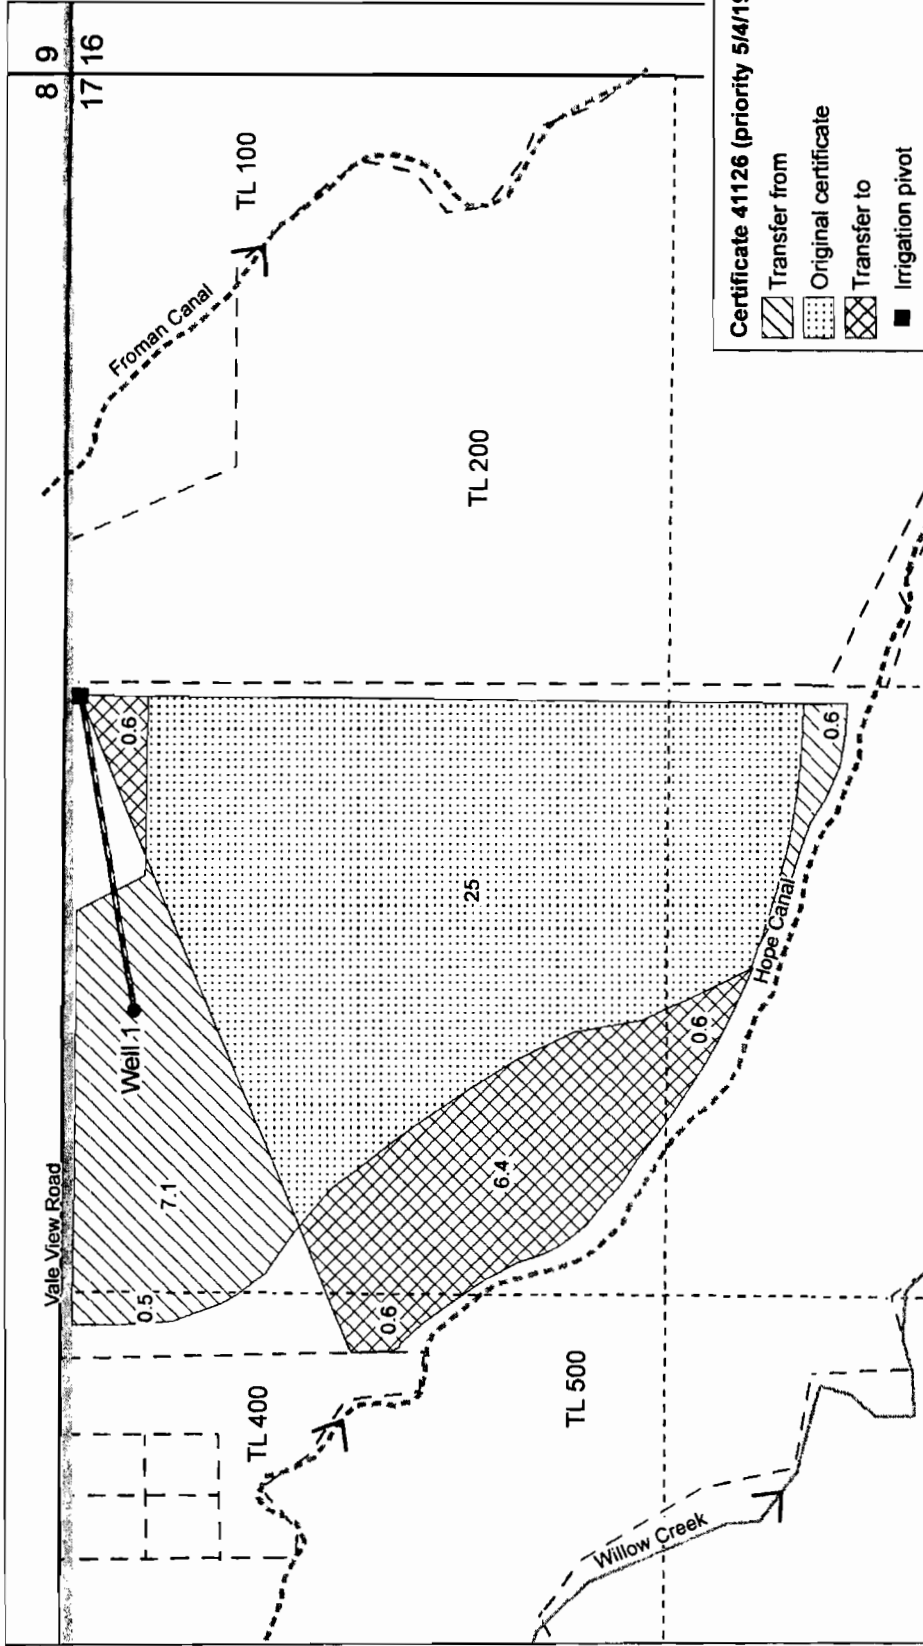 8 9
17 16
TL 100
Froman Canal
TL 200
Vale View Road
Well 1
0.6
7.1
0.5
25
0.6
Hope Canal
0.6
6.4
0.6
TL 400
TL 500
Willow Creek
Certificate 41126 (priority 5/4/19
Transfer from
Original certificate
Transfer to
Irrigation pivot